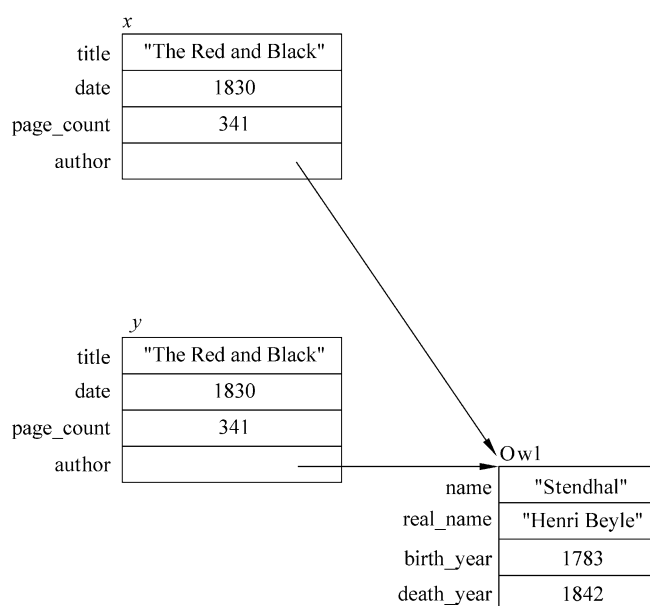 x
title "The Red and Black"
date 1830
page_count 341
author
y
title "The Red and Black"
date 1830
page_count 341
author
Owl
name "Stendhal"
real_name "Henri Beyle"
birth_year 1783
death_year 1842